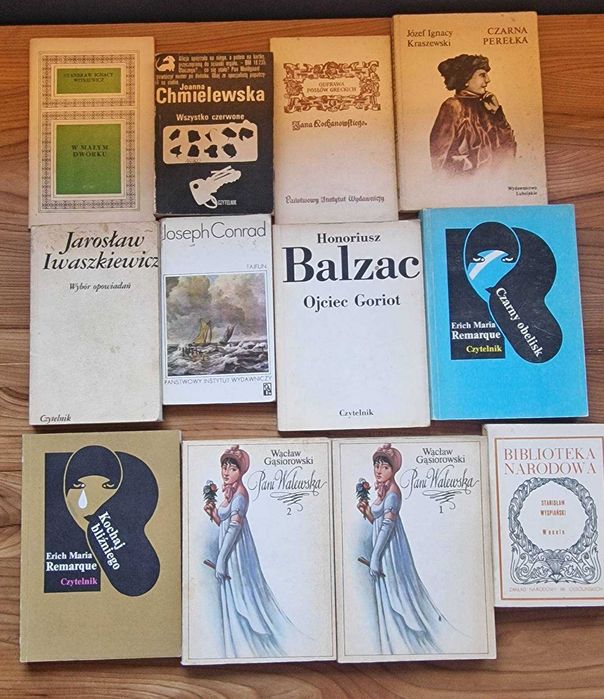 STANISŁAW IGNACY
WITKIEWICZ
W MAŁYM
DWORKU
Joanna
Chmielewska
Wszystko czerwone
CZYTELNIK
ODPRAWA
POSŁÓW GRECKICH
Jana Kochanowskiego.
Państwowy Instytut Wydawniczy
Józef Ignacy
Kraszewski
CZARNA
PEREŁKA
Wydawnictwo
Lubelskie
Jarosław
Iwaszkiewicz
Wybór opowiadań
Czytelnik
Joseph Conrad
TAJFUN
PAŃSTWOWY INSTYTUT WYDAWNICZY
Honoriusz
Balzac
Ojciec Goriot
Czytelnik
Czarny obelisk
Erich Maria
Remarque
Czytelnik
Kochaj
bliźniego
Erich Maria
Remarque
Czytelnik
Wacław
Gąsiorowski
Pani Walewska
2
Wacław
Gąsiorowski
Pani Walewska
1
BIBLIOTEKA
NARODOWA
STANISŁAW
WYSPIAŃSKI
Wesele
ZAKŁAD NARODOWY IM. OSSOLIŃSKICH